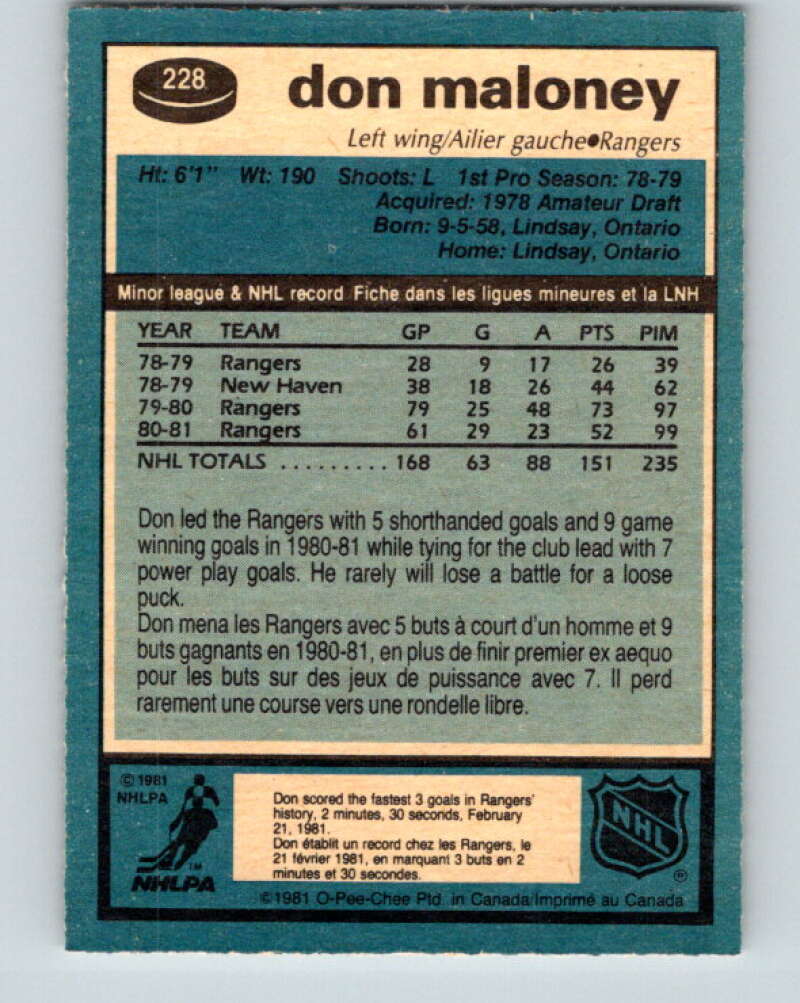 228
don maloney
Left wing/Ailier gauche●Rangers
Ht: 6'1" Wt: 190 Shoots: L 1st Pro Season: 78-79
Acquired: 1978 Amateur Draft
Born: 9-5-58, Lindsay, Ontario
Home: Lindsay, Ontario
Minor league & NHL record Fiche dans les ligues mineures et la LNH
YEAR TEAM GP G A PTS PIM
78-79 Rangers 28 9 17 26 39
78-79 New Haven 38 18 26 44 62
79-80 Rangers 79 25 48 73 97
80-81 Rangers 61 29 23 52 99
NHL TOTALS ......... 168 63 88 151 235
Don led the Rangers with 5 shorthanded goals and 9 game
winning goals in 1980-81 while tying for the club lead with 7
power play goals. He rarely will lose a battle for a loose
puck.
Don mena les Rangers avec 5 buts à court d'un homme et 9
buts gagnants en 1980-81, en plus de finir premier ex aequo
pour les buts sur des jeux de puissance avec 7. Il perd
rarement une course vers une rondelle libre.
© 1981
NHLPA
TM
NHLPA
Don scored the fastest 3 goals in Rangers'
history, 2 minutes, 30 seconds, February
21, 1981.
Don établit un record chez les Rangers, le
21 février 1981, en marquant 3 buts en 2
minutes et 30 secondes.
NHL
®
© 1981 O-Pee-Chee Ptd. in Canada/Imprimé au Canada